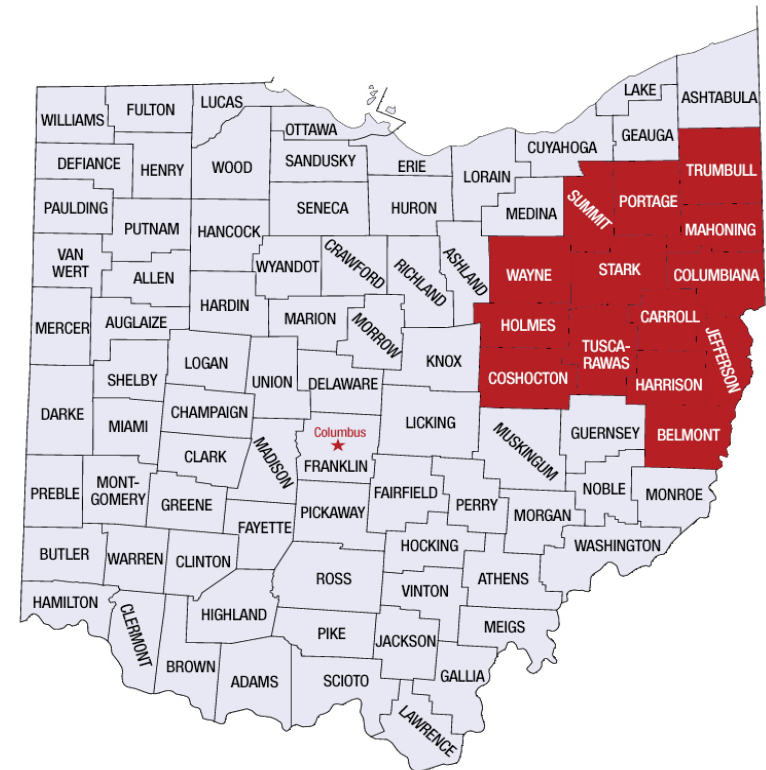 LAKE
ASHTABULA
WILLIAMS
FULTON
LUCAS
OTTAWA
GEAUGA
CUYAHOGA
DEFIANCE
HENRY
WOOD
SANDUSKY
ERIE
LORAIN
TRUMBULL
PAULDING
PUTNAM
HANCOCK
SENECA
HURON
MEDINA
SUMMIT
PORTAGE
MAHONING
VAN
WERT
ALLEN
WYANDOT
CRAWFORD
RICHLAND
ASHLAND
WAYNE
STARK
COLUMBIANA
MERCER
AUGLAIZE
HARDIN
MARION
MORROW
KNOX
HOLMES
TUSCA-
RAWAS
CARROLL
JEFFERSON
SHELBY
LOGAN
UNION
DELAWARE
COSHOCTON
HARRISON
DARKE
MIAMI
CHAMPAIGN
CLARK
MADISON
Columbus
FRANKLIN
LICKING
MUSKINGUM
GUERNSEY
BELMONT
PREBLE
MONT-
GOMERY
GREENE
FAYETTE
PICKAWAY
FAIRFIELD
PERRY
MORGAN
NOBLE
MONROE
BUTLER
WARREN
CLINTON
ROSS
HOCKING
VINTON
ATHENS
WASHINGTON
HAMILTON
CLERMONT
BROWN
HIGHLAND
PIKE
JACKSON
MEIGS
ADAMS
SCIOTO
GALLIA
LAWRENCE